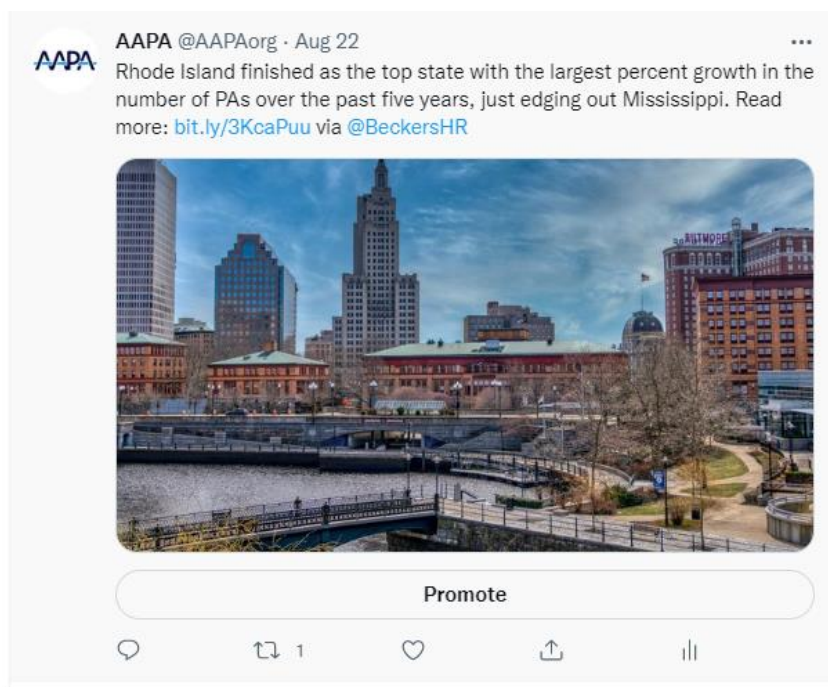 AAPA
AAPA @AAPAorg · Aug 22
Rhode Island finished as the top state with the largest percent growth in the
number of PAs over the past five years, just edging out Mississippi. Read
more: bit.ly/3KcaPuu via @BeckersHR
BILTMORE
Promote
1